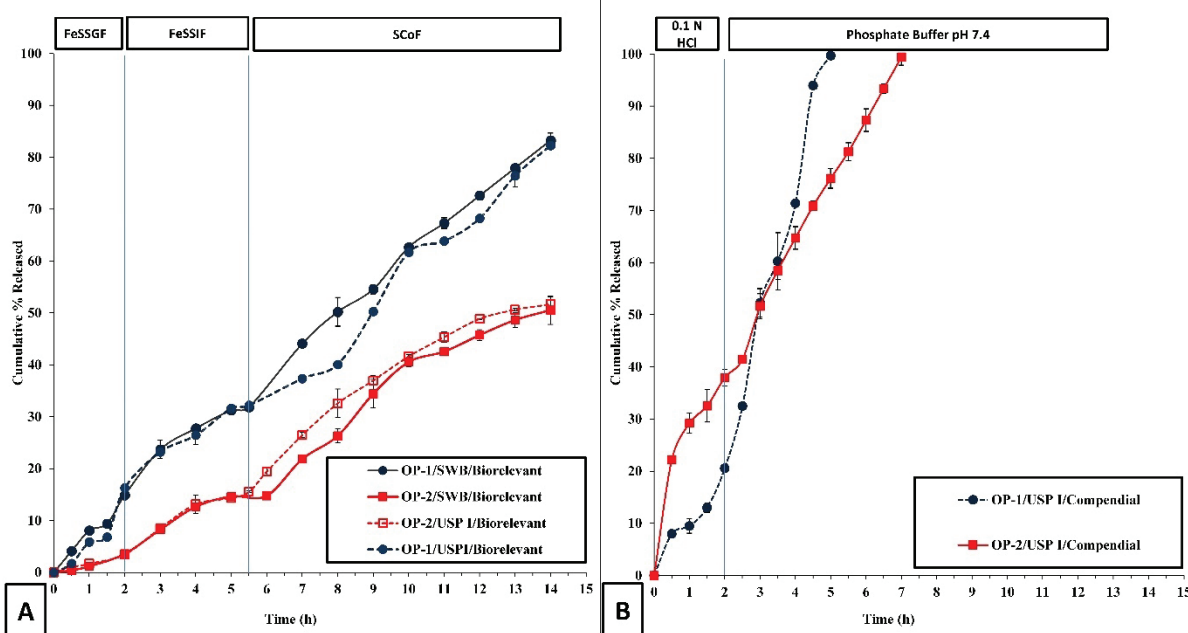 FeSSGF
FeSSIF
SCoF
100
90
80
70
60
50
40
30
20
10
0
Cumulative % Released
OP-1/SWB/Biorelevant
OP-2/SWB/Biorelevant
OP-2/USP I/Biorelevant
OP-1/USPI/Biorelevant
0 1 2 3 4 5 6 7 8 9 10 11 12 13 14 15
Time (h)
A
0.1 N
HCl
Phosphate Buffer pH 7.4
100
90
80
70
60
50
40
30
20
10
0
Cumulative % Released
OP-1/USP I/Compendial
OP-2/USP I/Compendial
0 1 2 3 4 5 6 7 8 9 10 11 12 13 14 15
Time (h)
B